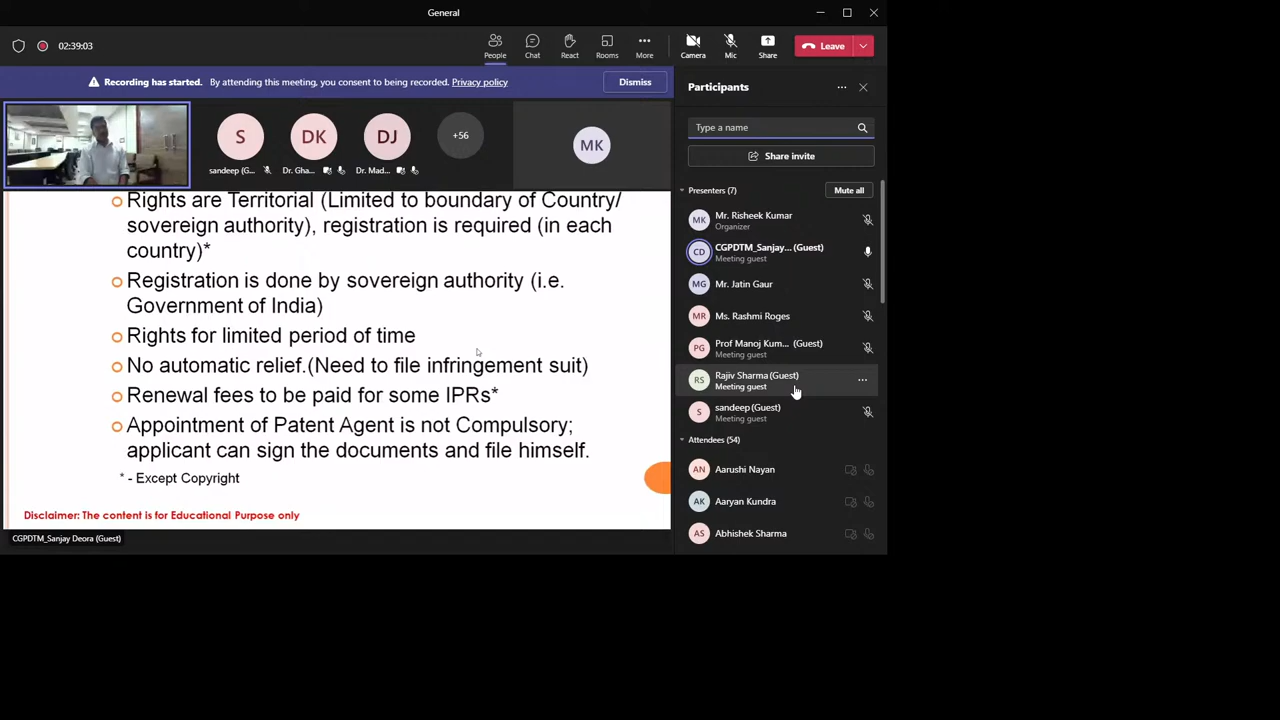 General
02:39:03
People
Chat
React
Rooms
More
Camera
Mic
Share
Leave
Recording has started. By attending this meeting, you consent to being recorded. Privacy policy
Dismiss
S
DK
DJ
+56
MK
sandeep (G...
Dr. Gha...
Dr. Mad...
Rights are Territorial (Limited to boundary of Country/
sovereign authority), registration is required (in each
country)*
Registration is done by sovereign authority (i.e.
Government of India)
Rights for limited period of time
No automatic relief.(Need to file infringement suit)
Renewal fees to be paid for some IPRs*
Appointment of Patent Agent is not Compulsory;
applicant can sign the documents and file himself.
* - Except Copyright
Disclaimer: The content is for Educational Purpose only
CGPDTM_Sanjay Deora (Guest)
Participants
Type a name
Share invite
Presenters (7)
Mute all
MK
Mr. Risheek Kumar
Organizer
CD
CGPDTM_Sanjay... (Guest)
Meeting guest
MG
Mr. Jatin Gaur
MR
Ms. Rashmi Roges
PG
Prof Manoj Kum... (Guest)
Meeting guest
RS
Rajiv Sharma (Guest)
Meeting guest
S
sandeep (Guest)
Meeting guest
Attendees (54)
AN
Aarushi Nayan
AK
Aaryan Kundra
AS
Abhishek Sharma